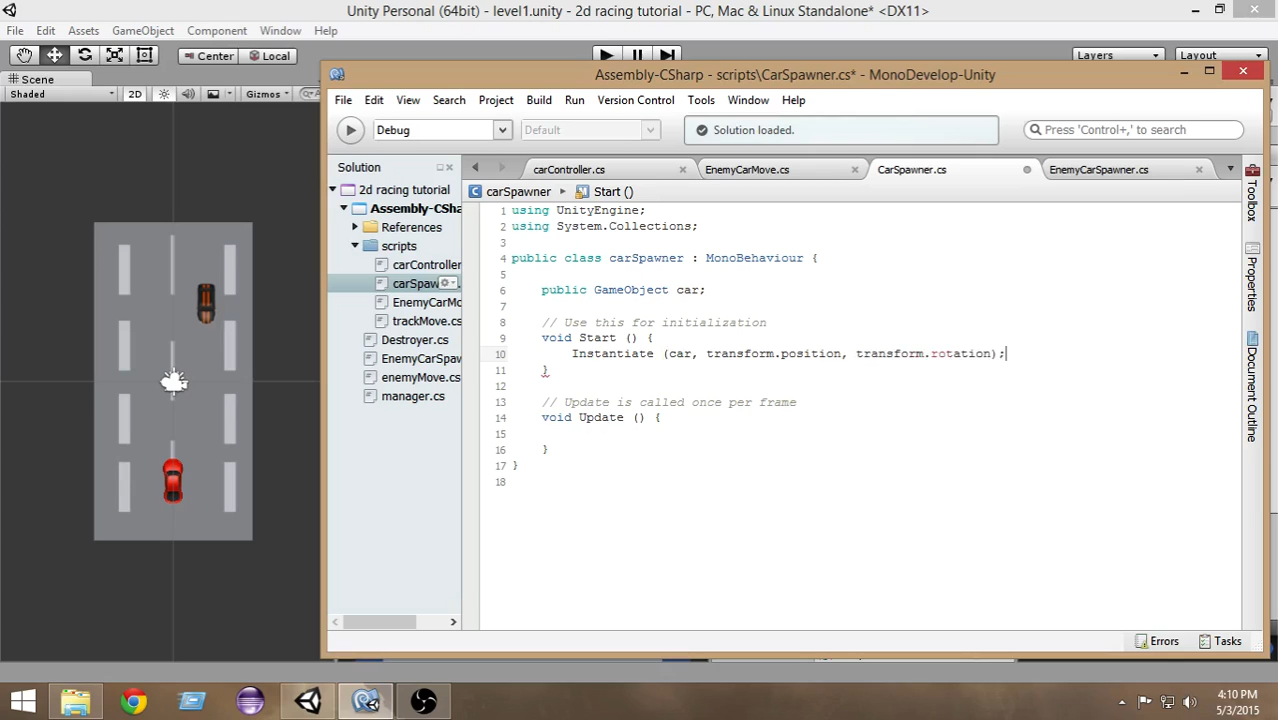 Unity Personal (64bit) - level1.unity - 2d racing tutorial - PC, Mac & Linux Standalone* <DX11>
File Edit Assets GameObject Component Window Help
Center Local Layers Layout
Scene
Shaded 2D Gizmos
Assembly-CSharp - scripts\CarSpawner.cs* - MonoDevelop-Unity
File Edit View Search Project Build Run Version Control Tools Window Help
Debug Default Solution loaded. Press 'Control+,' to search
Solution carController.cs EnemyCarMove.cs CarSpawner.cs EnemyCarSpawner.cs
carSpawner Start ()
2d racing tutorial
Assembly-CSha
References
scripts
carController
carSpaw
EnemyCarMo
trackMove.cs
Destroyer.cs
EnemyCarSpaw
enemyMove.cs
manager.cs
1 using UnityEngine;
2 using System.Collections;
3
4 public class carSpawner : MonoBehaviour {
5
6 public GameObject car;
7
8 // Use this for initialization
9 void Start () {
10 Instantiate (car, transform.position, transform.rotation);
11 }
12
13 // Update is called once per frame
14 void Update () {
15
16 }
17 }
18
Toolbox
Properties
Document Outline
Errors Tasks
4:10 PM
5/3/2015